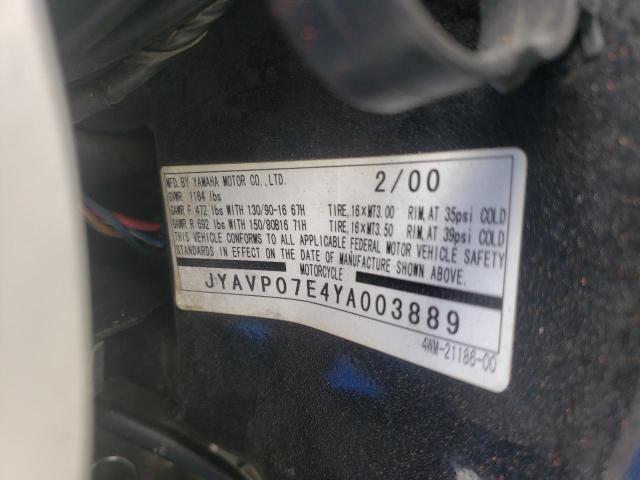 MFD. BY YAMAHA MOTOR CO., LTD. 2/00
GVWR 1164 lbs
GAWR F 472 lbs WITH 130/90-16 67H TIRE, 16×MT3.00 RIM, AT 35psi COLD
GAWR R 692 lbs WITH 150/80B16 71H TIRE, 16×MT3.50 RIM, AT 39psi COLD
THIS VEHICLE CONFORMS TO ALL APPLICABLE FEDERAL MOTOR VEHICLE SAFETY
STANDARDS IN EFFECT ON THE DATE OF MANUFACTURE SHOWN ABOVE.
MOTORCYCLE
JYAVP07E4YA003889
4WM-21186-00